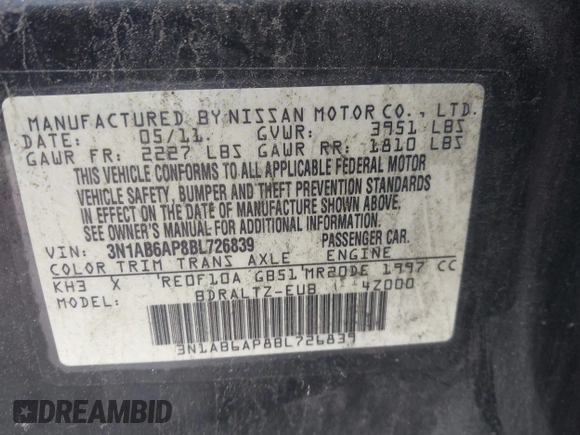 MANUFACTURED BY NISSAN MOTOR CO., LTD.
DATE: 05/11 GVWR: 3951 LBS
GAWR FR: 2227 LBS GAWR RR: 1810 LBS
THIS VEHICLE CONFORMS TO ALL APPLICABLE FEDERAL MOTOR
VEHICLE SAFETY, BUMPER AND THEFT PREVENTION STANDARDS
IN EFFECT ON THE DATE OF MANUFACTURE SHOWN ABOVE.
SEE OWNER'S MANUAL FOR ADDITIONAL INFORMATION.
VIN: 3N1AB6AP8BL726839 PASSENGER CAR.
COLOR TRIM TRANS AXLE ENGINE
KH3 X RE0F10A GB51 MR20DE 1997 CC
MODEL: BDRALTZ-EUB 4Z000
3N1AB6AP8BL726839
DREAMBID